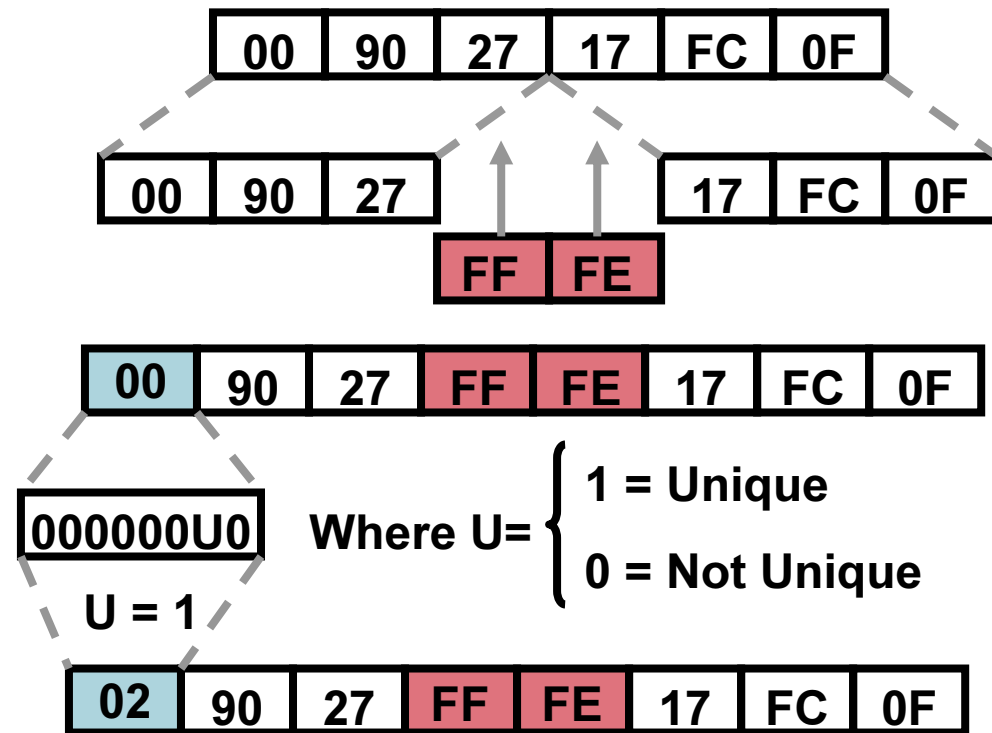 00 90 27 17 FC 0F
00 90 27 17 FC 0F
FF FE
00 90 27 FF FE 17 FC 0F
000000U0
Where U=
1 = Unique
0 = Not Unique
U = 1
02 90 27 FF FE 17 FC 0F